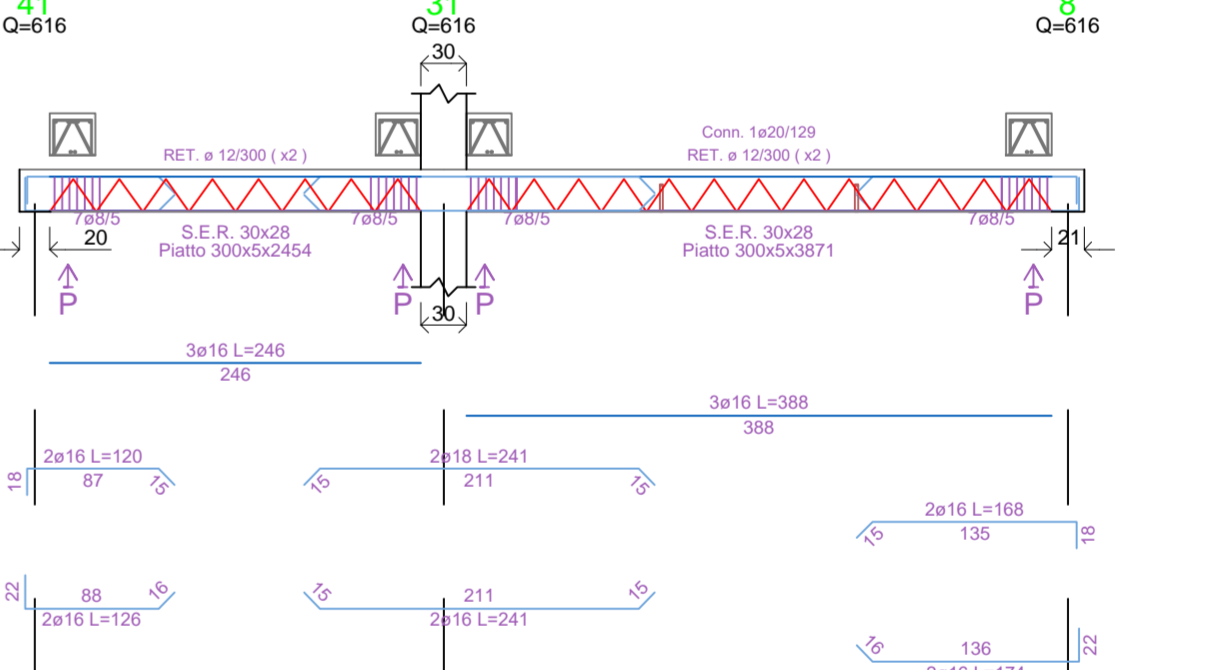 41
31
8
Q=616
Q=616
Q=616
30
Conn. 1ø20/129
RET. ø 12/300 ( x2 )
RET. ø 12/300 ( x2 )
7ø8/5
7ø8/5
7ø8/5
7ø8/5
20
S.E.R. 30x28
S.E.R. 30x28
21
Piatto 300x5x2454
Piatto 300x5x3871
P
P
P
P
30
3ø16 L=246
246
3ø16 L=388
388
2ø16 L=120
2ø18 L=241
18
87
15
15
211
15
2ø16 L=168
15
135
18
22
88
16
15
211
15
2ø16 L=126
2ø16 L=241
16
136
22